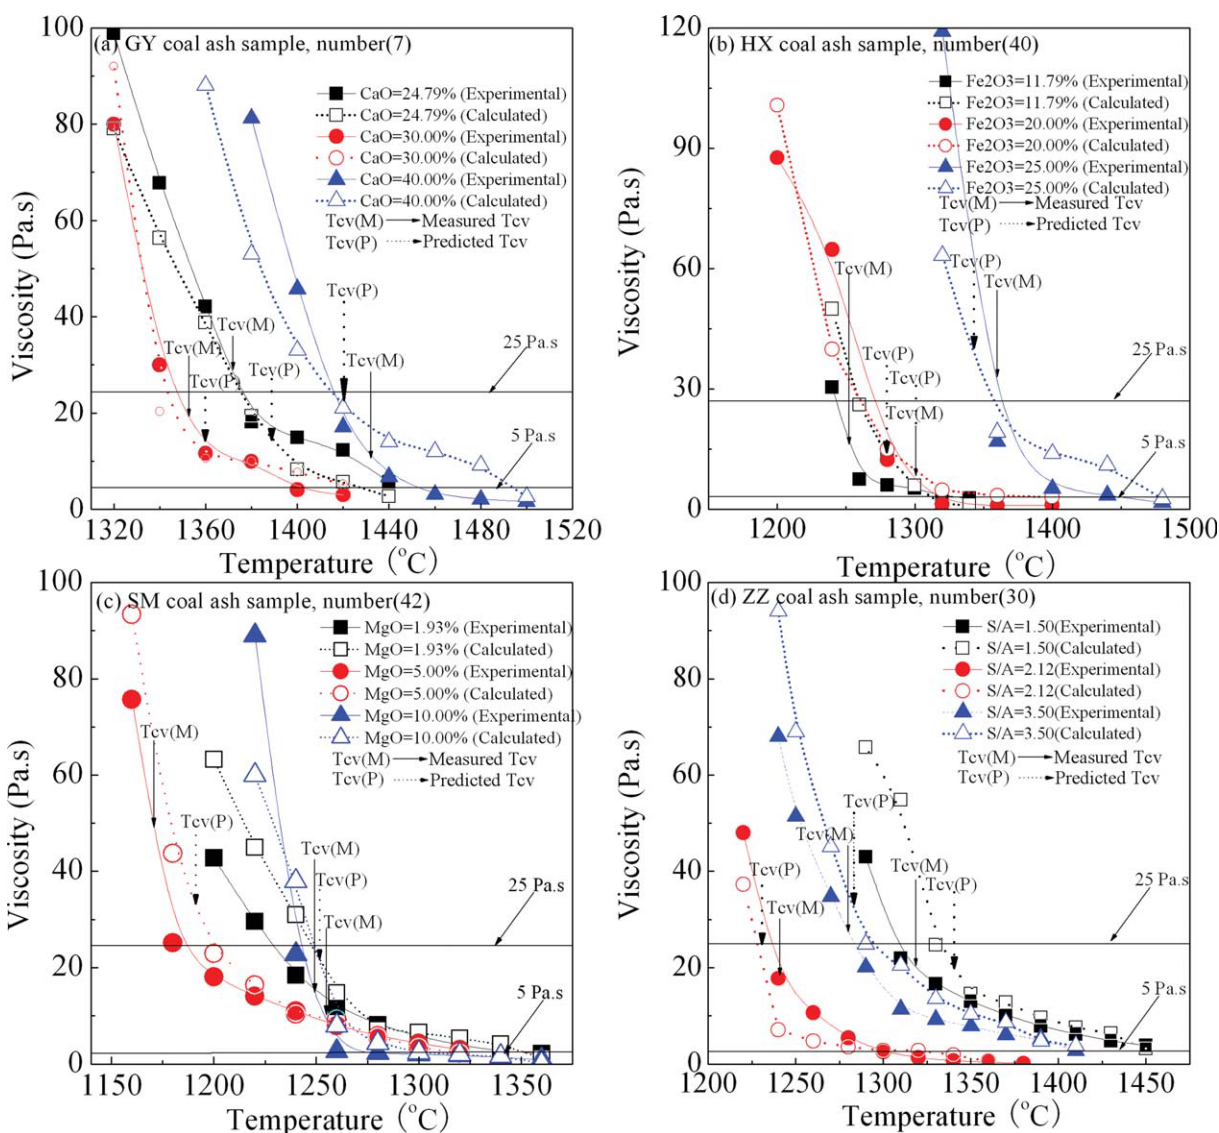 (a) GY coal ash sample, number(7)
CaO=24.79% (Experimental)
CaO=24.79% (Calculated)
CaO=30.00% (Experimental)
CaO=30.00% (Calculated)
CaO=40.00% (Experimental)
CaO=40.00% (Calculated)
Tcv(M) Measured Tcv
Tcv(P) Predicted Tcv
Tcv(P)
Tcv(M)
Tcv(M)
Tcv(P)
Tcv(M)
Tcv(P)
25 Pa.s
5 Pa.s
100
80
60
40
20
0
Viscosity (Pa.s)
1320 1360 1400 1440 1480 1520
Temperature (°C)
(b) HX coal ash sample, number(40)
Fe2O3=11.79% (Experimental)
Fe2O3=11.79% (Calculated)
Fe2O3=20.00% (Experimental)
Fe2O3=20.00% (Calculated)
Fe2O3=25.00% (Experimental)
Fe2O3=25.00% (Calculated)
Tcv(M) Measured Tcv
Tcv(P) Predicted Tcv
Tcv(P)
Tcv(M)
Tcv(M)
Tcv(P)
Tcv(P)
Tcv(M)
25 Pa.s
5 Pa.s
120
90
60
30
0
Viscosity (Pa.s)
1200 1300 1400 1500
Temperature (°C)
(c) SM coal ash sample, number(42)
MgO=1.93% (Experimental)
MgO=1.93% (Calculated)
MgO=5.00% (Experimental)
MgO=5.00% (Calculated)
MgO=10.00% (Experimental)
MgO=10.00% (Calculated)
Tcv(M) Measured Tcv
Tcv(P) Predicted Tcv
Tcv(M)
Tcv(P)
Tcv(M)
Tcv(P)
Tcv(M)
25 Pa.s
5 Pa.s
100
80
60
40
20
0
Viscosity (Pa.s)
1150 1200 1250 1300 1350
Temperature (°C)
(d) ZZ coal ash sample, number(30)
S/A=1.50(Experimental)
S/A=1.50(Calculated)
S/A=2.12(Experimental)
S/A=2.12(Calculated)
S/A=3.50(Experimental)
S/A=3.50(Calculated)
Tcv(M) Measured Tcv
Tcv(P) Predicted Tcv
Tcv(P)
Tcv(M)
Tcv(M)
Tcv(P)
Tcv(P)
Tcv(M)
25 Pa.s
5 Pa.s
100
80
60
40
20
0
Viscosity (Pa.s)
1200 1250 1300 1350 1400 1450
Temperature (°C)